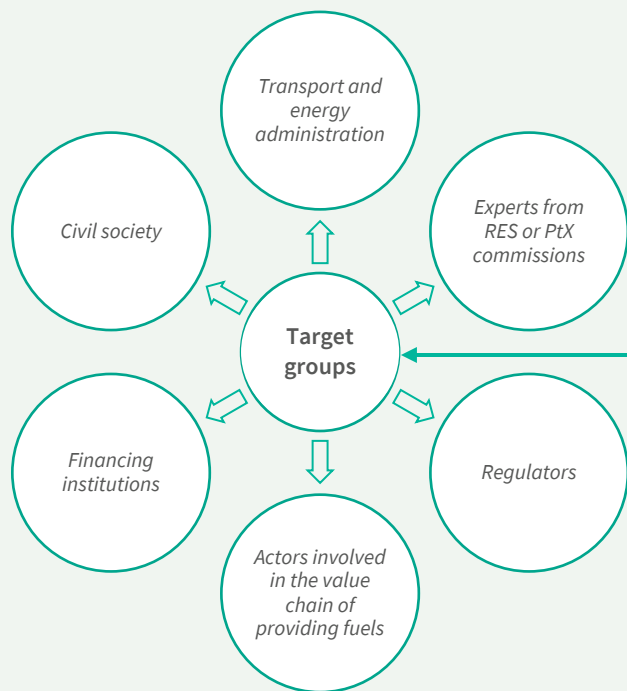 Transport and
energy
administration
Civil society
Experts from
RES or PtX
commissions
Target
groups
Financing
institutions
Regulators
Actors involved
in the value
chain of
providing fuels